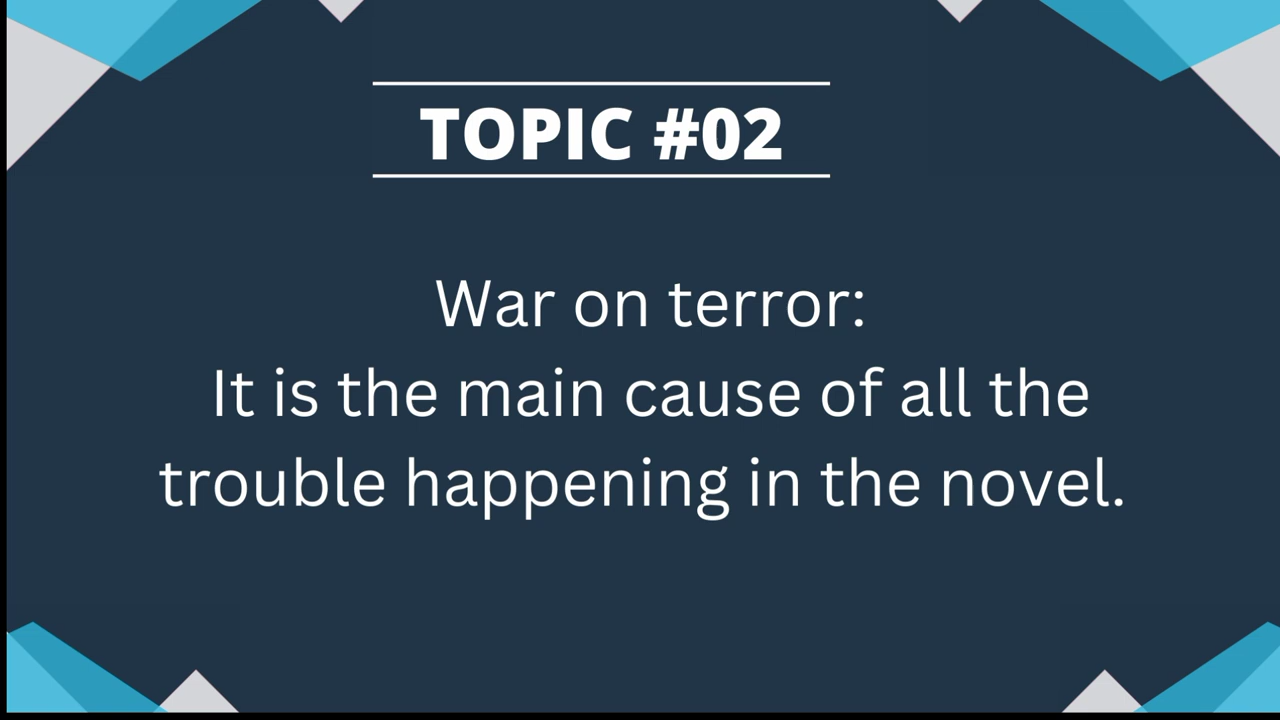 TOPIC #02
War on terror:
It is the main cause of all the
trouble happening in the novel.